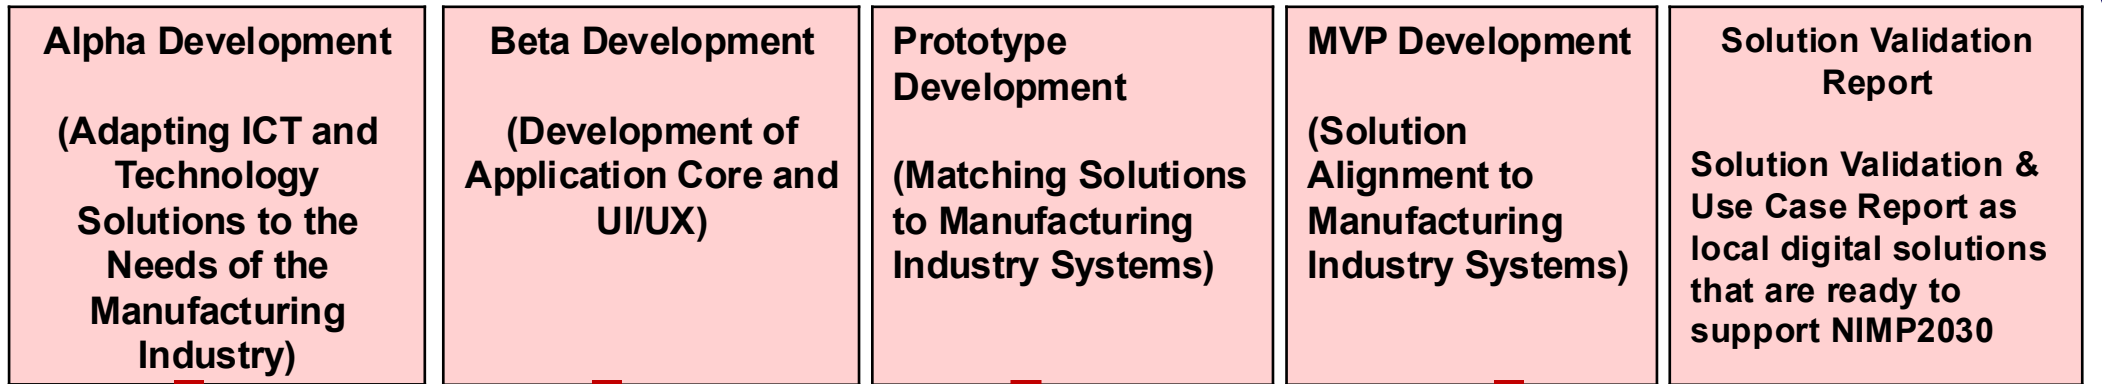 Alpha Development
(Adapting ICT and
Technology
Solutions to the
Needs of the
Manufacturing
Industry)
Beta Development
(Development of
Application Core and
UI/UX)
Prototype
Development
(Matching Solutions
to Manufacturing
Industry Systems)
MVP Development
(Solution
Alignment to
Manufacturing
Industry Systems)
Solution Validation
Report
Solution Validation &
Use Case Report as
local digital solutions
that are ready to
support NIMP2030